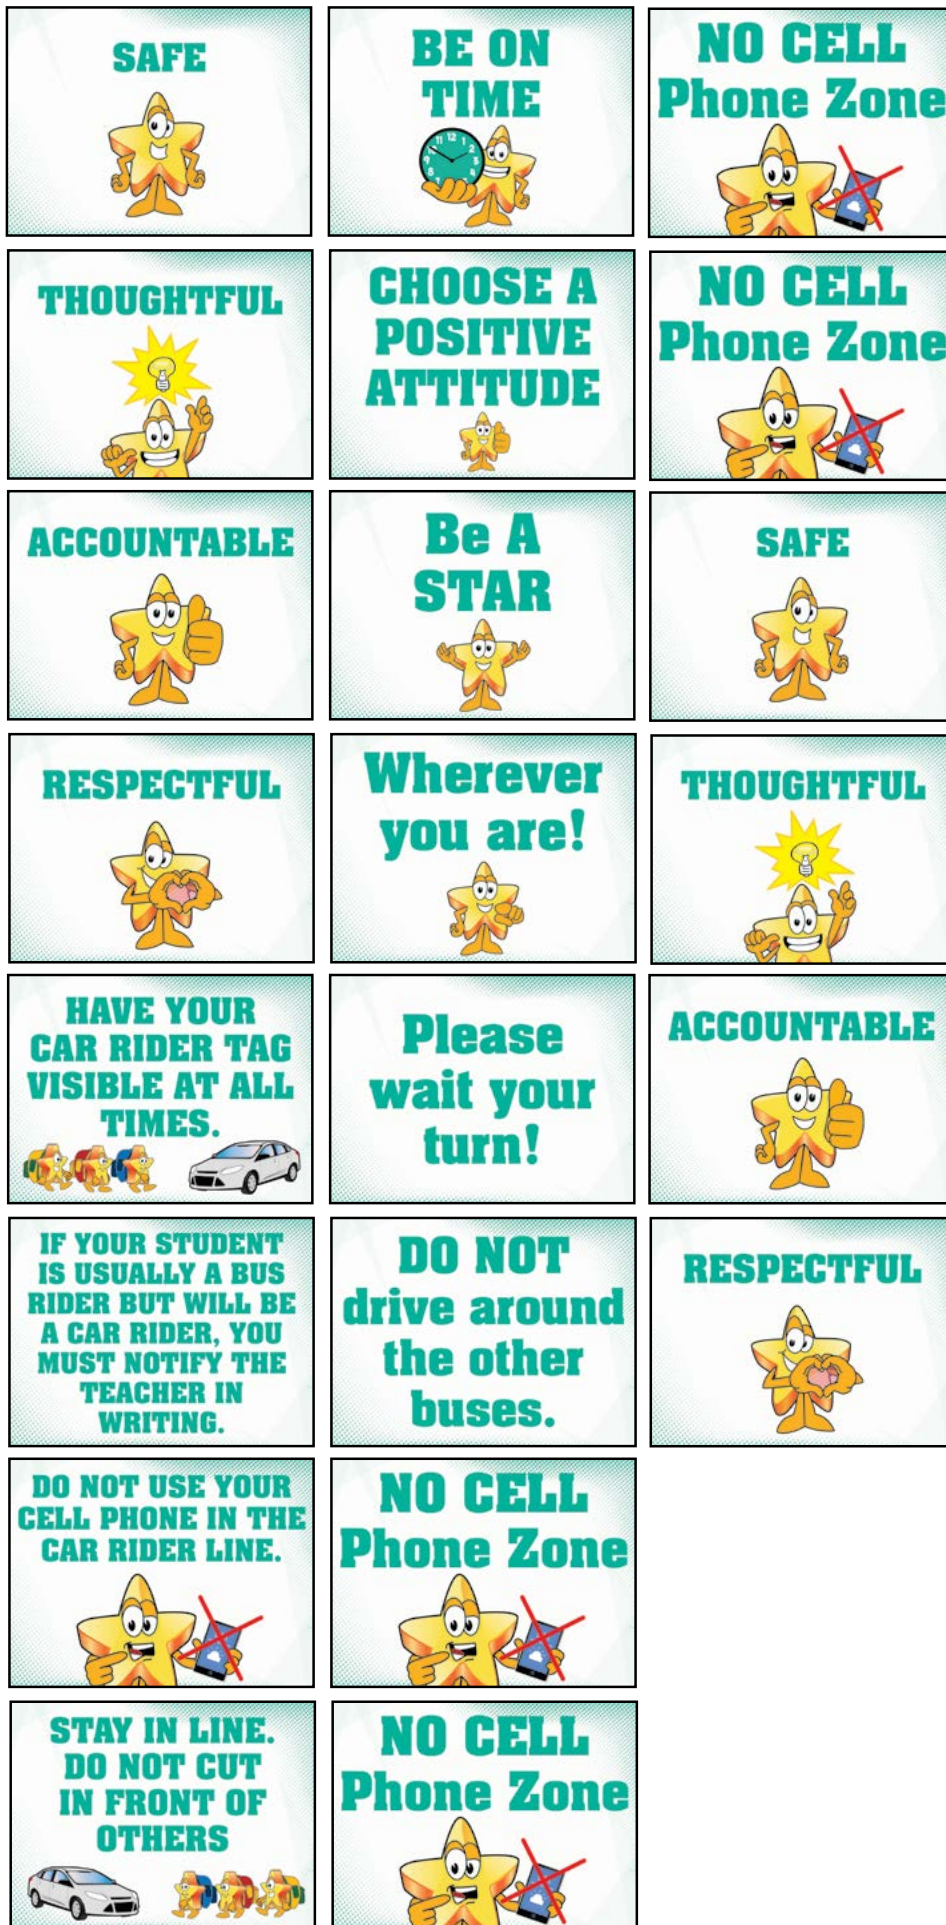 SAFE
THOUGHTFUL
ACCOUNTABLE
RESPECTFUL
HAVE YOUR
CAR RIDER TAG
VISIBLE AT ALL
TIMES.
IF YOUR STUDENT
IS USUALLY A BUS
RIDER BUT WILL BE
A CAR RIDER, YOU
MUST NOTIFY THE
TEACHER IN
WRITING.
DO NOT USE YOUR
CELL PHONE IN THE
CAR RIDER LINE.
STAY IN LINE.
DO NOT CUT
IN FRONT OF
OTHERS
BE ON
TIME
CHOOSE A
POSITIVE
ATTITUDE
Be A
STAR
Wherever
you are!
Please
wait your
turn!
DO NOT
drive around
the other
buses.
NO CELL
Phone Zone
NO CELL
Phone Zone
NO CELL
Phone Zone
NO CELL
Phone Zone
SAFE
THOUGHTFUL
ACCOUNTABLE
RESPECTFUL